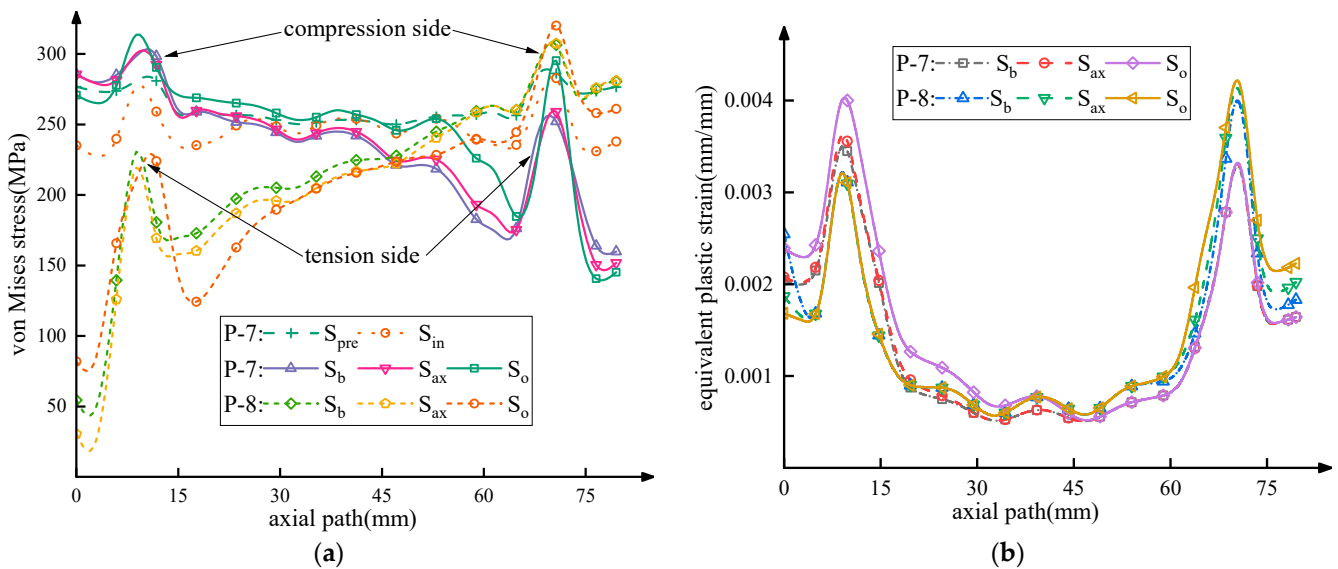 von Mises stress(MPa)
300
250
200
150
100
50
0
15
30
45
60
75
axial path(mm)
compression side
tension side
P-7: S_pre S_in
P-7: S_b S_ax S_o
P-8: S_b S_ax S_o
(a)
equivalent plastic strain(mm/mm)
0.004
0.003
0.002
0.001
0
15
30
45
60
75
axial path(mm)
P-7: S_b S_ax S_o
P-8: S_b S_ax S_o
(b)